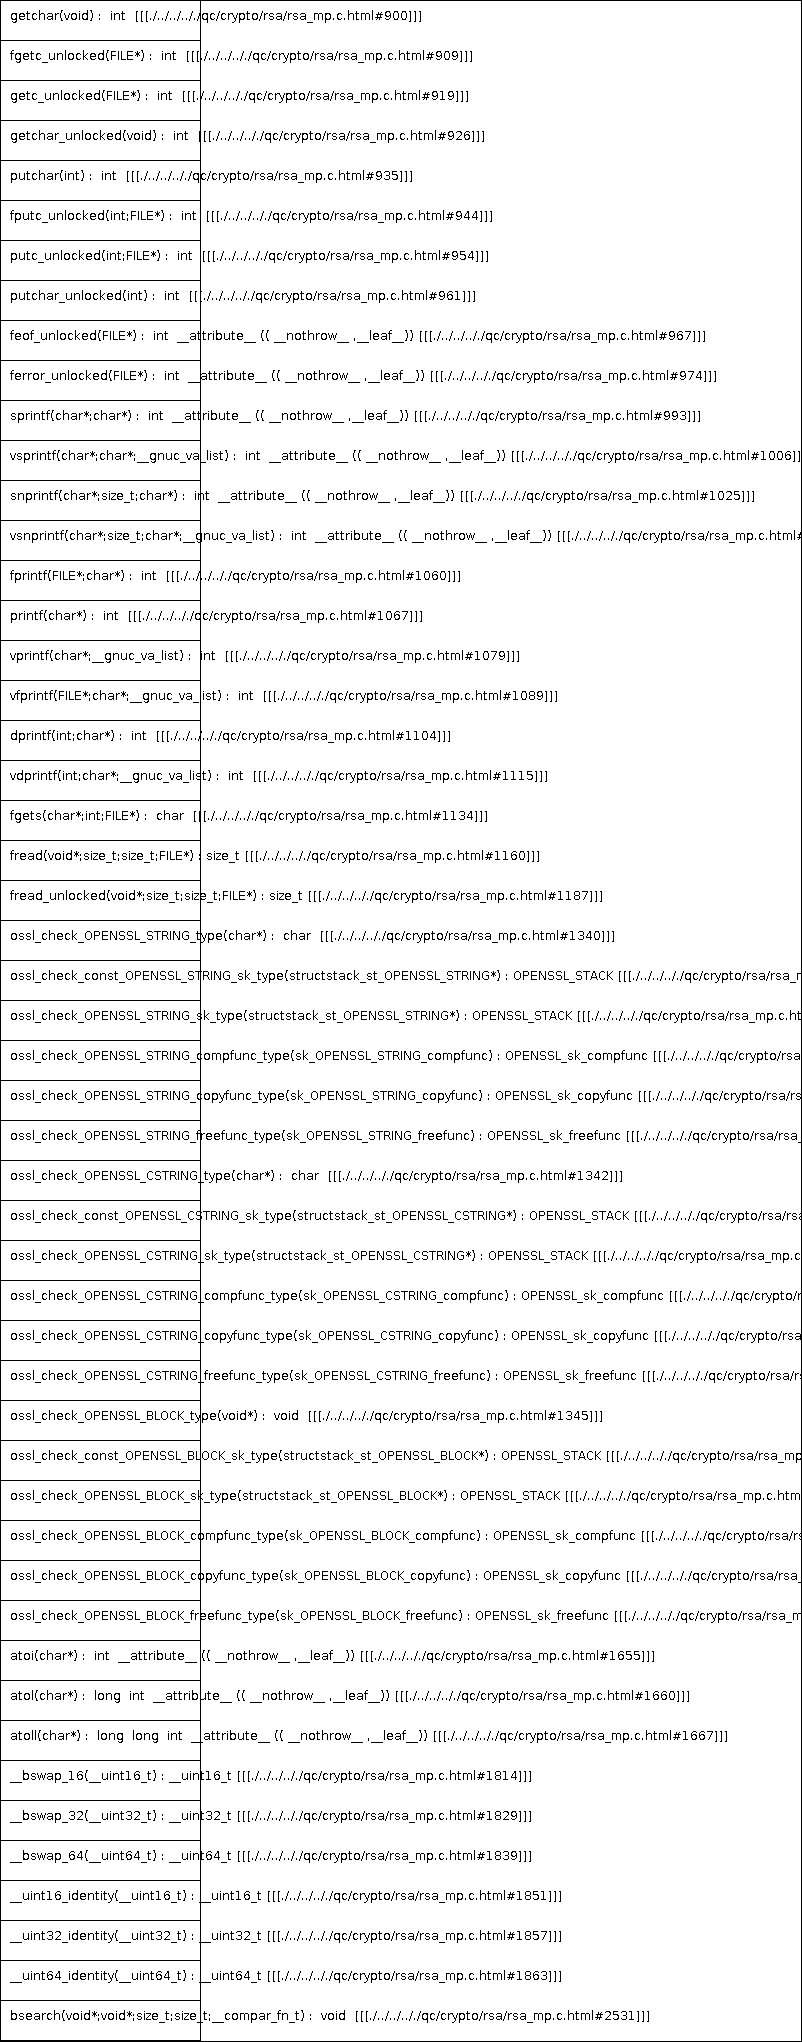 getchar(void) :  int  [[[./../../../qc/crypto/rsa/rsa_mp.c.html#900]]]
fgetc_unlocked(FILE*) :  int  [[[./../../../qc/crypto/rsa/rsa_mp.c.html#909]]]
getc_unlocked(FILE*) :  int  [[[./../../../qc/crypto/rsa/rsa_mp.c.html#919]]]
getchar_unlocked(void) :  int  [[[./../../../qc/crypto/rsa/rsa_mp.c.html#926]]]
putchar(int) :  int  [[[./../../../qc/crypto/rsa/rsa_mp.c.html#935]]]
fputc_unlocked(int;FILE*) :  int  [[[./../../../qc/crypto/rsa/rsa_mp.c.html#944]]]
putc_unlocked(int;FILE*) :  int  [[[./../../../qc/crypto/rsa/rsa_mp.c.html#954]]]
putchar_unlocked(int) :  int  [[[./../../../qc/crypto/rsa/rsa_mp.c.html#961]]]
feof_unlocked(FILE*) :  int  __attribute__ (( __nothrow__ ,__leaf__)) [[[./../../../qc/crypto/rsa/rsa_mp.c.html#967]]]
ferror_unlocked(FILE*) :  int  __attribute__ (( __nothrow__ ,__leaf__)) [[[./../../../qc/crypto/rsa/rsa_mp.c.html#974]]]
sprintf(char*;char*) :  int  __attribute__ (( __nothrow__ ,__leaf__)) [[[./../../../qc/crypto/rsa/rsa_mp.c.html#993]]]
vsprintf(char*;char*;__gnuc_va_list) :  int  __attribute__ (( __nothrow__ ,__leaf__)) [[[./../../../qc/crypto/rsa/rsa_mp.c.html#1006]]
snprintf(char*;size_t;char*) :  int  __attribute__ (( __nothrow__ ,__leaf__)) [[[./../../../qc/crypto/rsa/rsa_mp.c.html#1025]]]
vsnprintf(char*;size_t;char*;__gnuc_va_list) :  int  __attribute__ (( __nothrow__ ,__leaf__)) [[[./../../../qc/crypto/rsa/rsa_mp.c.html#
fprintf(FILE*;char*) :  int  [[[./../../../qc/crypto/rsa/rsa_mp.c.html#1060]]]
printf(char*) :  int  [[[./../../../qc/crypto/rsa/rsa_mp.c.html#1067]]]
vprintf(char*;__gnuc_va_list) :  int  [[[./../../../qc/crypto/rsa/rsa_mp.c.html#1079]]]
vfprintf(FILE*;char*;__gnuc_va_list) :  int  [[[./../../../qc/crypto/rsa/rsa_mp.c.html#1089]]]
dprintf(int;char*) :  int  [[[./../../../qc/crypto/rsa/rsa_mp.c.html#1104]]]
vdprintf(int;char*;__gnuc_va_list) :  int  [[[./../../../qc/crypto/rsa/rsa_mp.c.html#1115]]]
fgets(char*;int;FILE*) :  char  [[[./../../../qc/crypto/rsa/rsa_mp.c.html#1134]]]
fread(void*;size_t;size_t;FILE*) : size_t [[[./../../../qc/crypto/rsa/rsa_mp.c.html#1160]]]
fread_unlocked(void*;size_t;size_t;FILE*) : size_t [[[./../../../qc/crypto/rsa/rsa_mp.c.html#1187]]]
ossl_check_OPENSSL_STRING_type(char*) :  char  [[[./../../../qc/crypto/rsa/rsa_mp.c.html#1340]]]
ossl_check_const_OPENSSL_STRING_sk_type(structstack_st_OPENSSL_STRING*) : OPENSSL_STACK [[[./../../../qc/crypto/rsa/rsa_m
ossl_check_OPENSSL_STRING_sk_type(structstack_st_OPENSSL_STRING*) : OPENSSL_STACK [[[./../../../qc/crypto/rsa/rsa_mp.c.ht
ossl_check_OPENSSL_STRING_compfunc_type(sk_OPENSSL_STRING_compfunc) : OPENSSL_sk_compfunc [[[./../../../qc/crypto/rsa
ossl_check_OPENSSL_STRING_copyfunc_type(sk_OPENSSL_STRING_copyfunc) : OPENSSL_sk_copyfunc [[[./../../../qc/crypto/rsa/rs
ossl_check_OPENSSL_STRING_freefunc_type(sk_OPENSSL_STRING_freefunc) : OPENSSL_sk_freefunc [[[./../../../qc/crypto/rsa/rsa_
ossl_check_OPENSSL_CSTRING_type(char*) :  char  [[[./../../../qc/crypto/rsa/rsa_mp.c.html#1342]]]
ossl_check_const_OPENSSL_CSTRING_sk_type(structstack_st_OPENSSL_CSTRING*) : OPENSSL_STACK [[[./../../../qc/crypto/rsa/rsa
ossl_check_OPENSSL_CSTRING_sk_type(structstack_st_OPENSSL_CSTRING*) : OPENSSL_STACK [[[./../../../qc/crypto/rsa/rsa_mp.c
ossl_check_OPENSSL_CSTRING_compfunc_type(sk_OPENSSL_CSTRING_compfunc) : OPENSSL_sk_compfunc [[[./../../../qc/crypto/r
ossl_check_OPENSSL_CSTRING_copyfunc_type(sk_OPENSSL_CSTRING_copyfunc) : OPENSSL_sk_copyfunc [[[./../../../qc/crypto/rsa
ossl_check_OPENSSL_CSTRING_freefunc_type(sk_OPENSSL_CSTRING_freefunc) : OPENSSL_sk_freefunc [[[./../../../qc/crypto/rsa/rs
ossl_check_OPENSSL_BLOCK_type(void*) :  void  [[[./../../../qc/crypto/rsa/rsa_mp.c.html#1345]]]
ossl_check_const_OPENSSL_BLOCK_sk_type(structstack_st_OPENSSL_BLOCK*) : OPENSSL_STACK [[[./../../../qc/crypto/rsa/rsa_mp
ossl_check_OPENSSL_BLOCK_sk_type(structstack_st_OPENSSL_BLOCK*) : OPENSSL_STACK [[[./../../../qc/crypto/rsa/rsa_mp.c.htm
ossl_check_OPENSSL_BLOCK_compfunc_type(sk_OPENSSL_BLOCK_compfunc) : OPENSSL_sk_compfunc [[[./../../../qc/crypto/rsa/rs
ossl_check_OPENSSL_BLOCK_copyfunc_type(sk_OPENSSL_BLOCK_copyfunc) : OPENSSL_sk_copyfunc [[[./../../../qc/crypto/rsa/rsa_
ossl_check_OPENSSL_BLOCK_freefunc_type(sk_OPENSSL_BLOCK_freefunc) : OPENSSL_sk_freefunc [[[./../../../qc/crypto/rsa/rsa_m
atoi(char*) :  int  __attribute__ (( __nothrow__ ,__leaf__)) [[[./../../../qc/crypto/rsa/rsa_mp.c.html#1655]]]
atol(char*) :  long  int  __attribute__ (( __nothrow__ ,__leaf__)) [[[./../../../qc/crypto/rsa/rsa_mp.c.html#1660]]]
atoll(char*) :  long  long  int  __attribute__ (( __nothrow__ ,__leaf__)) [[[./../../../qc/crypto/rsa/rsa_mp.c.html#1667]]]
__bswap_16(__uint16_t) : __uint16_t [[[./../../../qc/crypto/rsa/rsa_mp.c.html#1814]]]
__bswap_32(__uint32_t) : __uint32_t [[[./../../../qc/crypto/rsa/rsa_mp.c.html#1829]]]
__bswap_64(__uint64_t) : __uint64_t [[[./../../../qc/crypto/rsa/rsa_mp.c.html#1839]]]
__uint16_identity(__uint16_t) : __uint16_t [[[./../../../qc/crypto/rsa/rsa_mp.c.html#1851]]]
__uint32_identity(__uint32_t) : __uint32_t [[[./../../../qc/crypto/rsa/rsa_mp.c.html#1857]]]
__uint64_identity(__uint64_t) : __uint64_t [[[./../../../qc/crypto/rsa/rsa_mp.c.html#1863]]]
bsearch(void*;void*;size_t;size_t;__compar_fn_t) :  void  [[[./../../../qc/crypto/rsa/rsa_mp.c.html#2531]]]